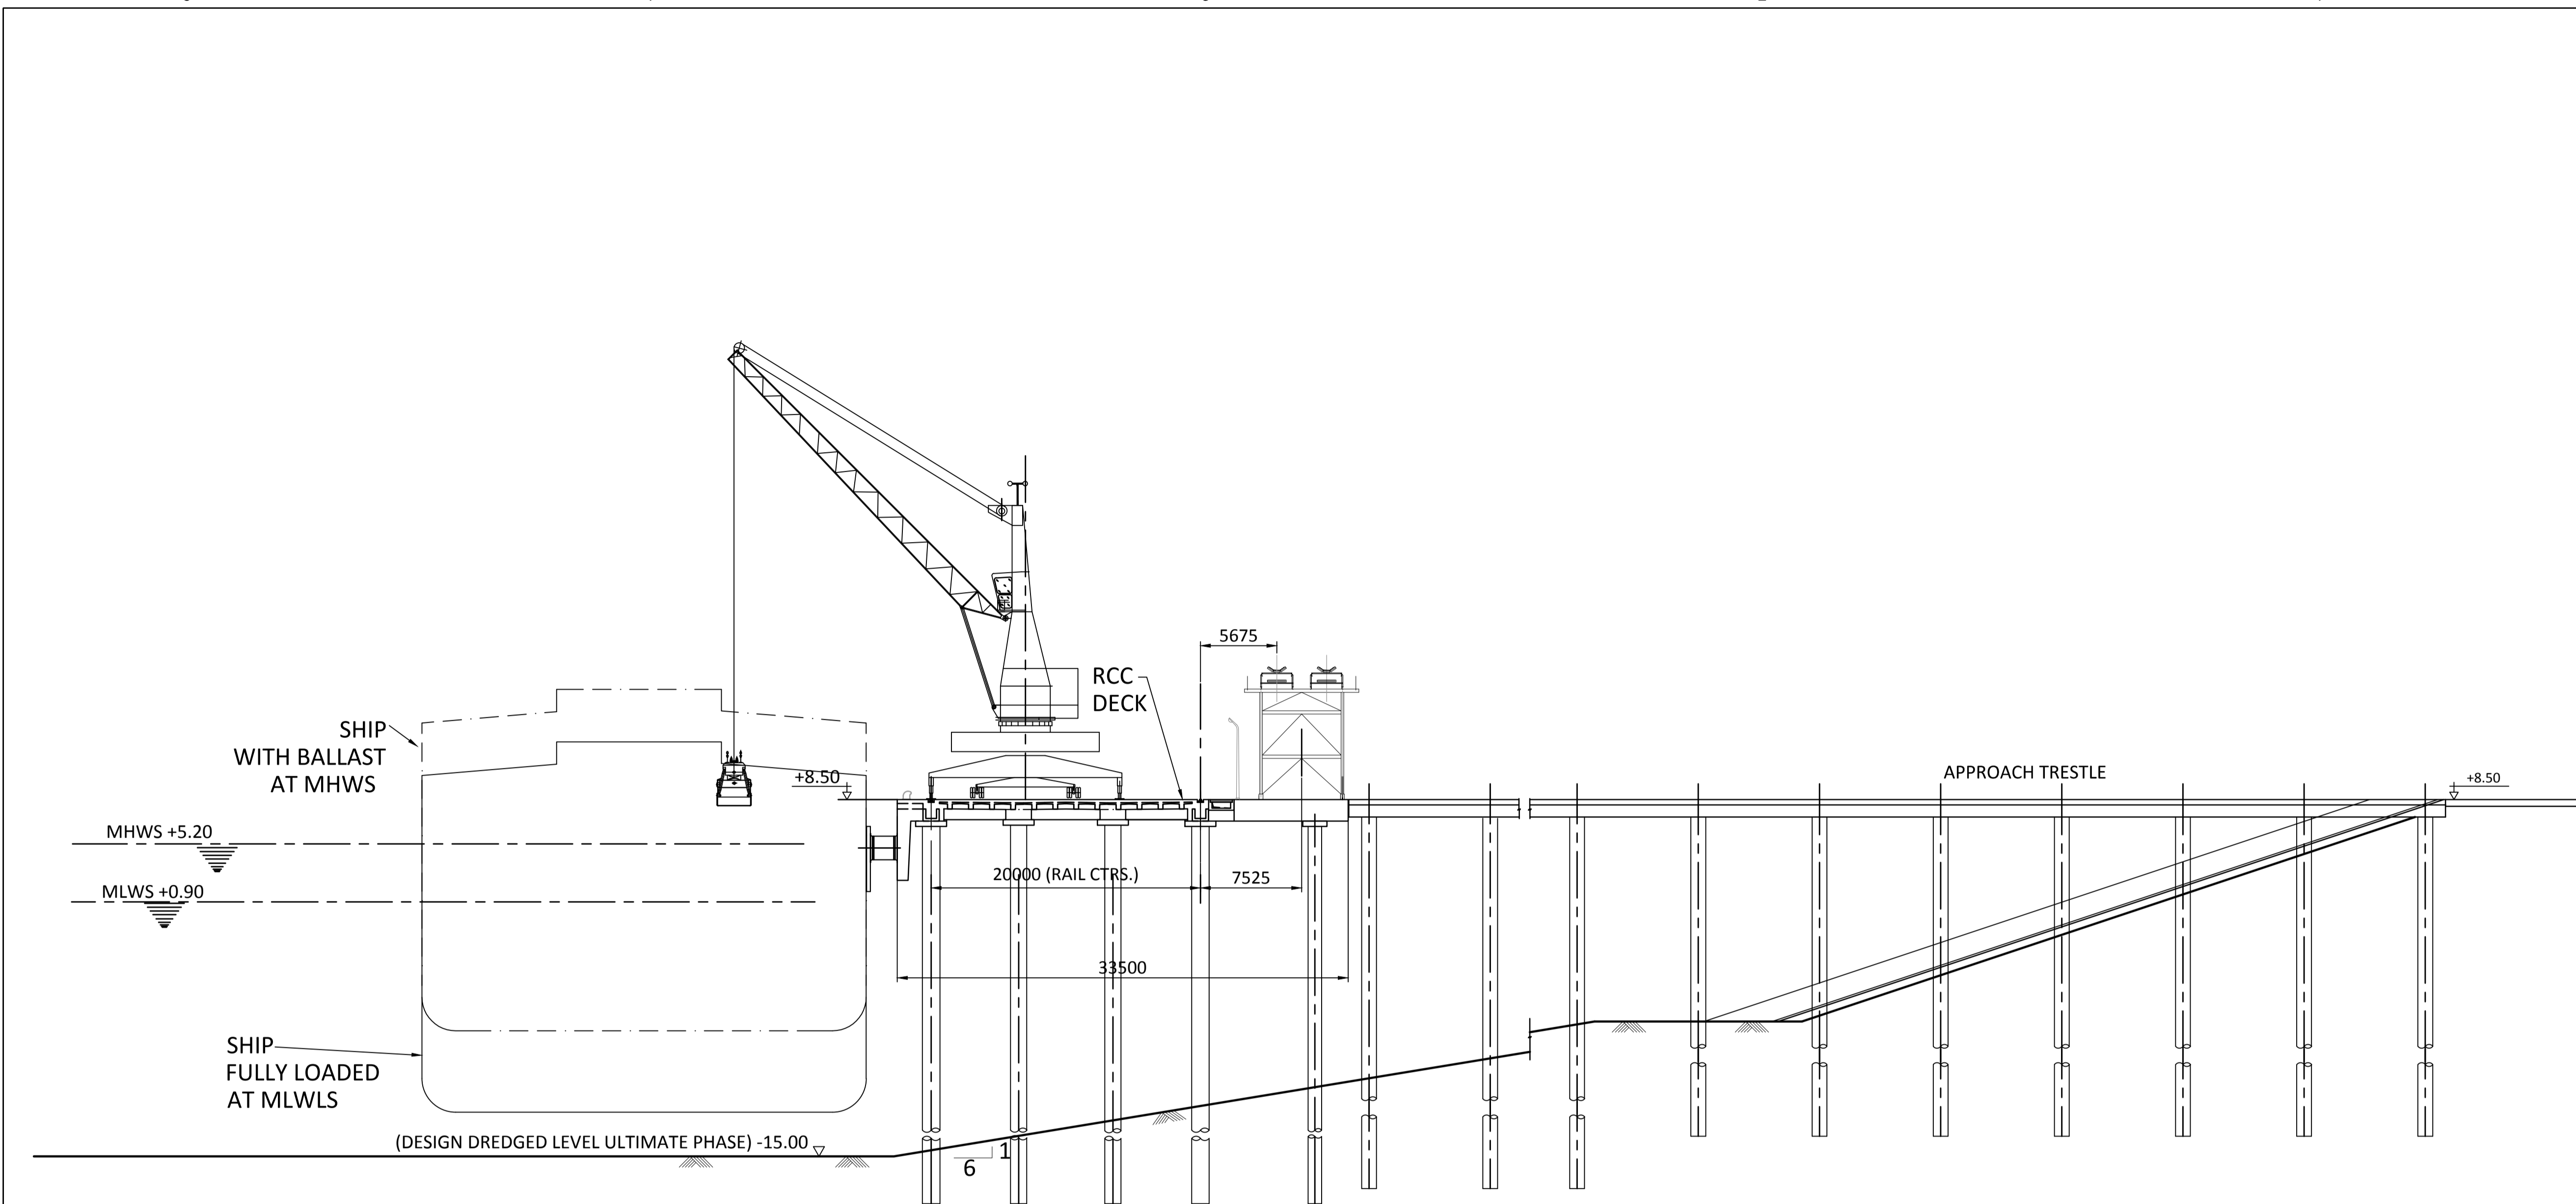 5675
RCC
DECK
SHIP
WITH BALLAST
AT MHWS
+8.50
APPROACH TRESTLE
+8.50
MHWS +5.20
MLWS +0.90
20000 (RAIL CTRS.)
7525
33500
SHIP
FULLY LOADED
AT MLWLS
(DESIGN DREDGED LEVEL ULTIMATE PHASE) -15.00
1
6